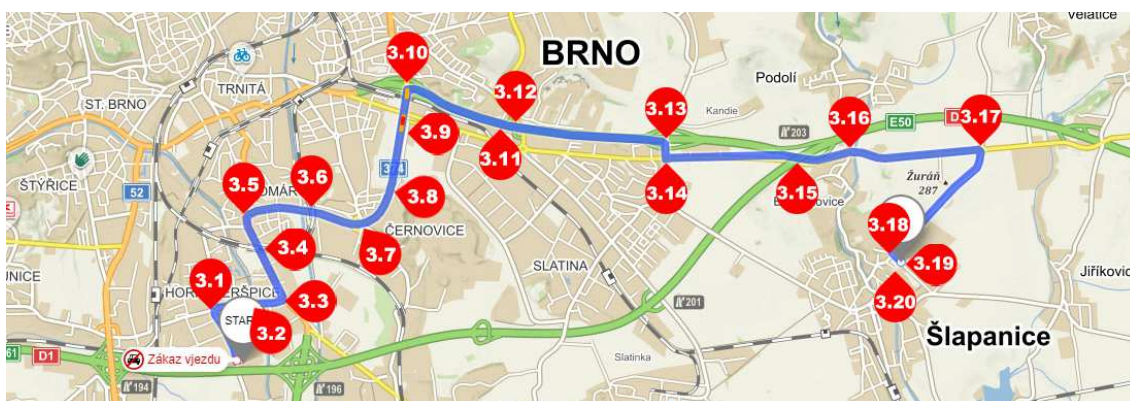 Velatice
BRNO
3.10
Podolí
TRNITÁ
3.12
3.13
Kandie
3.16
E50
3.17
ST. BRNO
203
3.9
3.11
ŠTÝŘICE
52
3.5
3.6
3.8
3.14
3.15
Žuráň
287
ČERNOVICE
3.7
3.18
3.4
SLATINA
3.19
3.1
3.3
201
3.20
Jiříkovic
3.2
Šlapanice
61
D1
Zákaz vjezdu
Slatinka
194
196